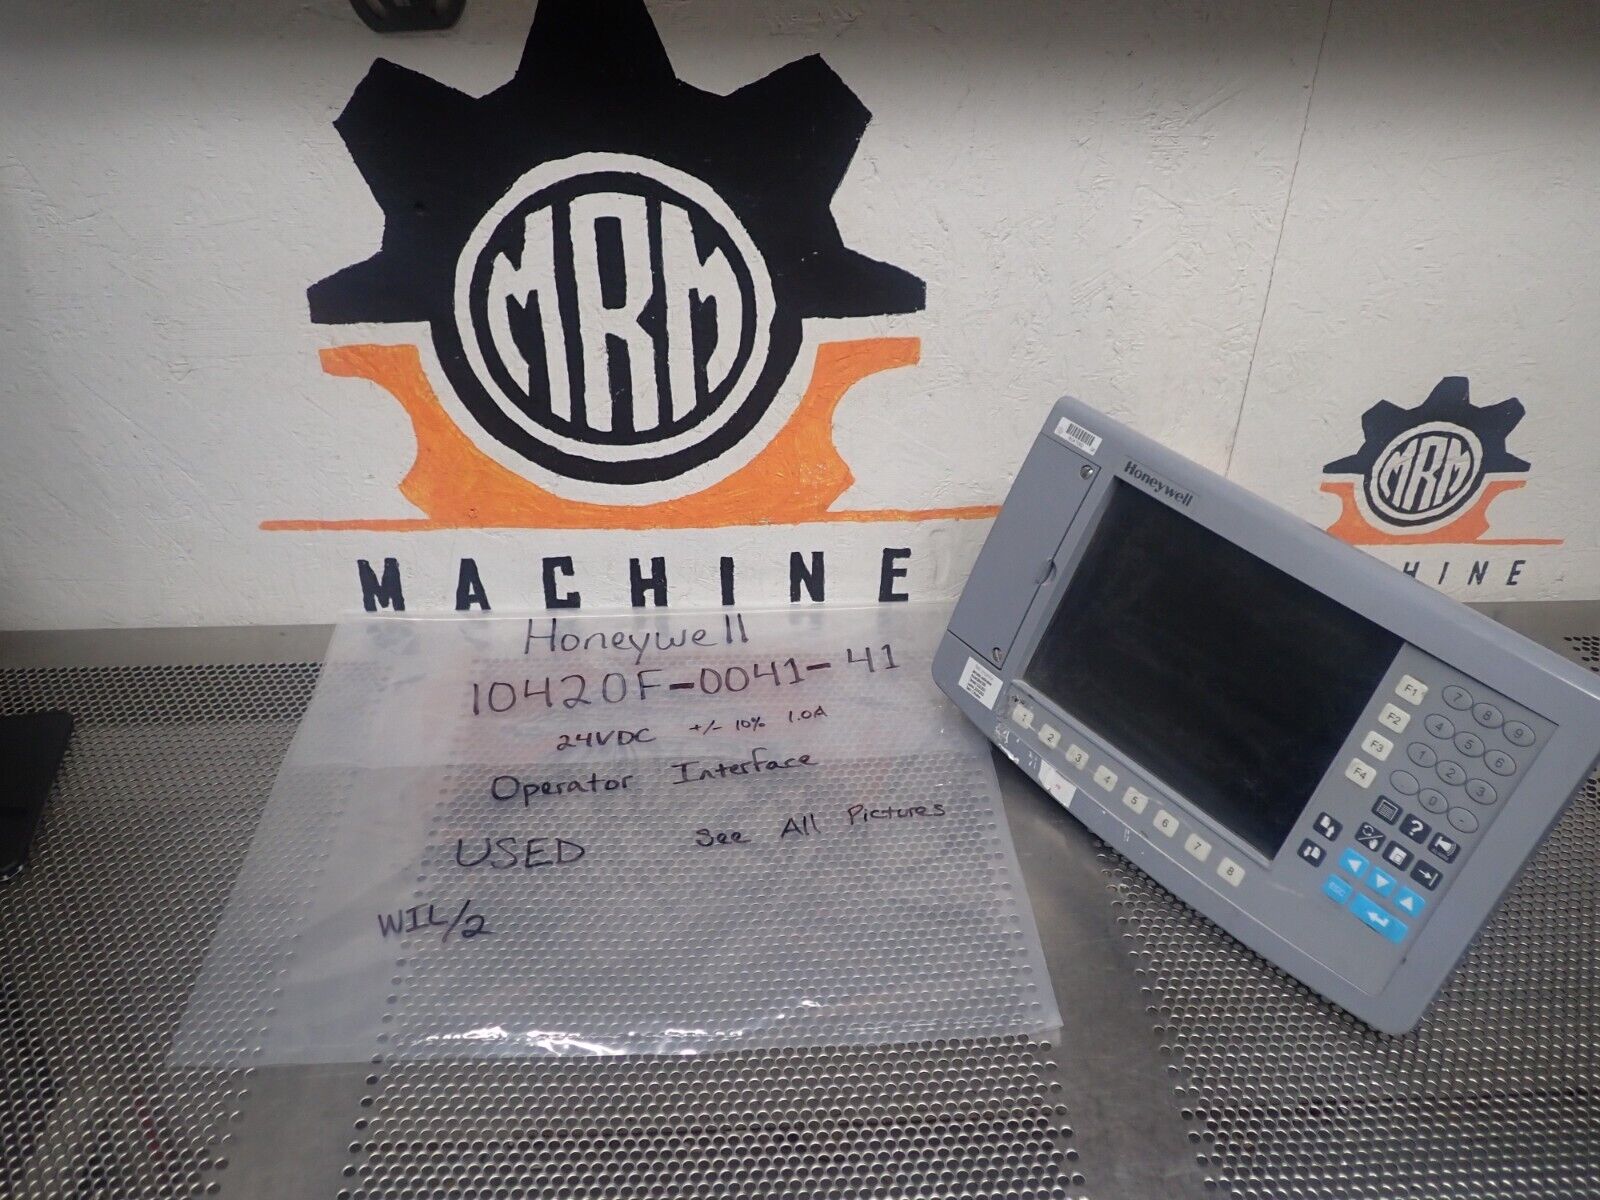 MRM
MACHINE
Honeywell
10420F-0041-41
24VDC +/- 10% 1.0A
Operator Interface
USED See All Pictures
WIL/2
Honeywell
F1
F2
F3
F4
7 8 9
4 5 6
1 2 3
0 .
1 2 3 4 5 6 7 8
?
ESC
MRM
HINE